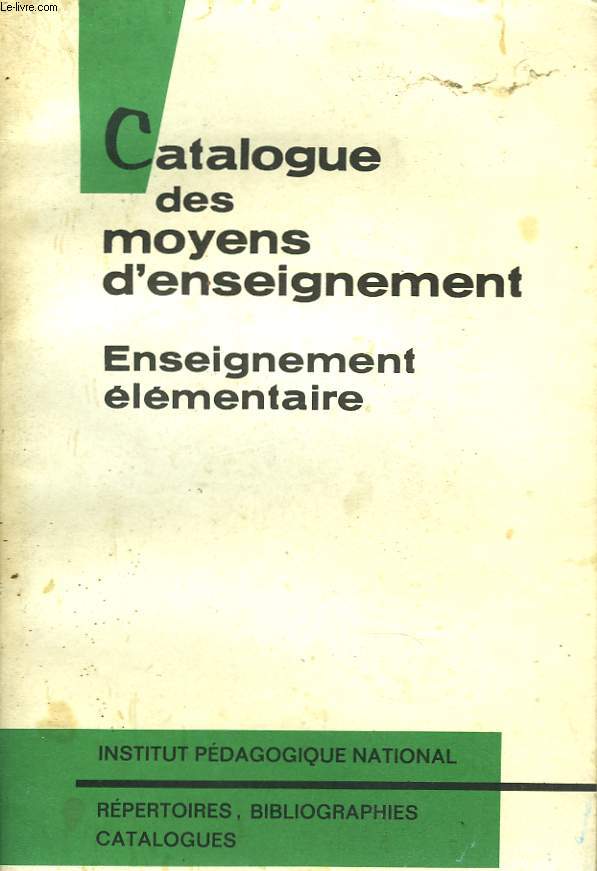 Le-livre.com
Catalogue
des
moyens
d'enseignement
Enseignement
élémentaire
INSTITUT PÉDAGOGIQUE NATIONAL
RÉPERTOIRES, BIBLIOGRAPHIES
CATALOGUES